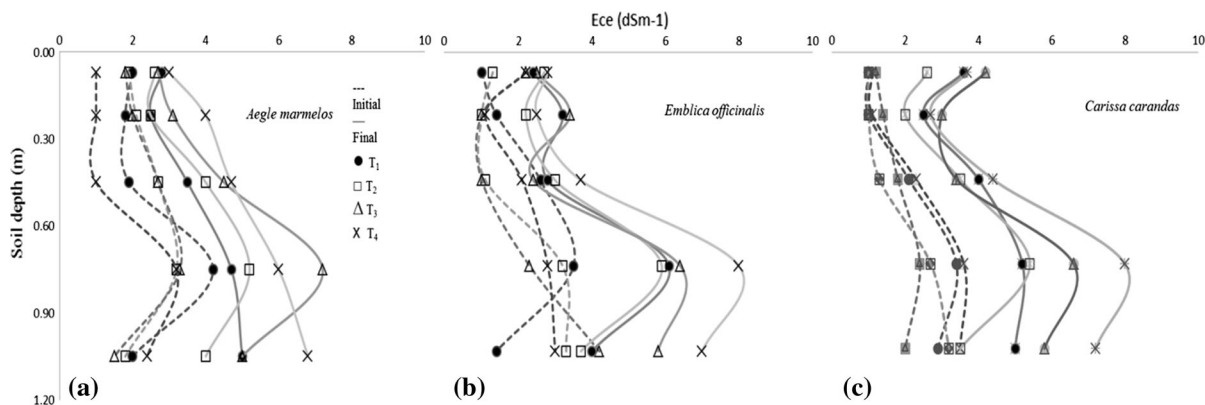 Ece (dSm-1)
0 2 4 6 8 10
0 2 4 6 8 10
0 2 4 6 8 10
0.00
0.30
0.60
0.90
1.20
Soil depth (m)
Aegle marmelos
Emblica officinalis
Carissa carandas
---
Initial
—
Final
T1
T2
T3
T4
(a)
(b)
(c)